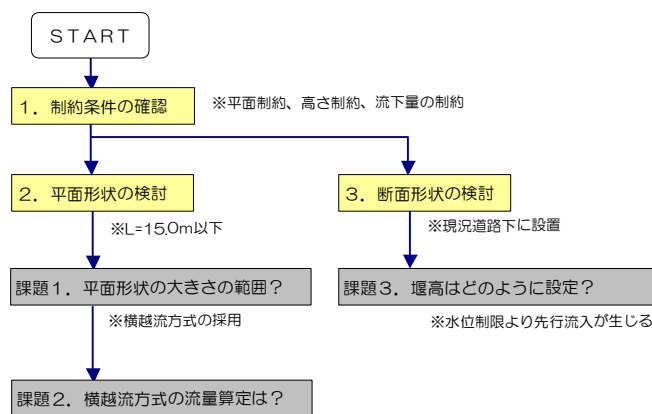 START
1．制約条件の確認
※平面制約、高さ制約、流下量の制約
2．平面形状の検討
3．断面形状の検討
※L=15.0m以下
※現況道路下に設置
課題1．平面形状の大きさの範囲？
課題3．堰高はどのように設定？
※横越流方式の採用
※水位制限より先行流入が生じる
課題2．横越流方式の流量算定は？